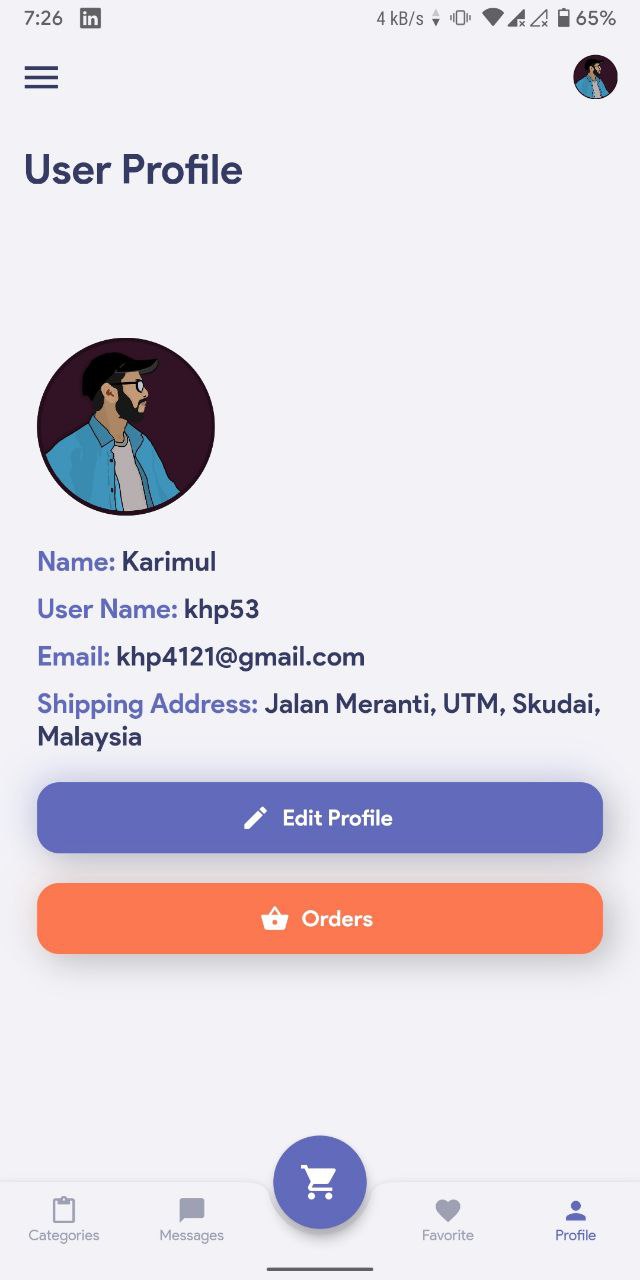 7:26 in 4 kB/s 65%
User Profile
Name: Karimul
User Name: khp53
Email: khp4121@gmail.com
Shipping Address: Jalan Meranti, UTM, Skudai,
Malaysia
Edit Profile
Orders
Categories Messages Favorite Profile